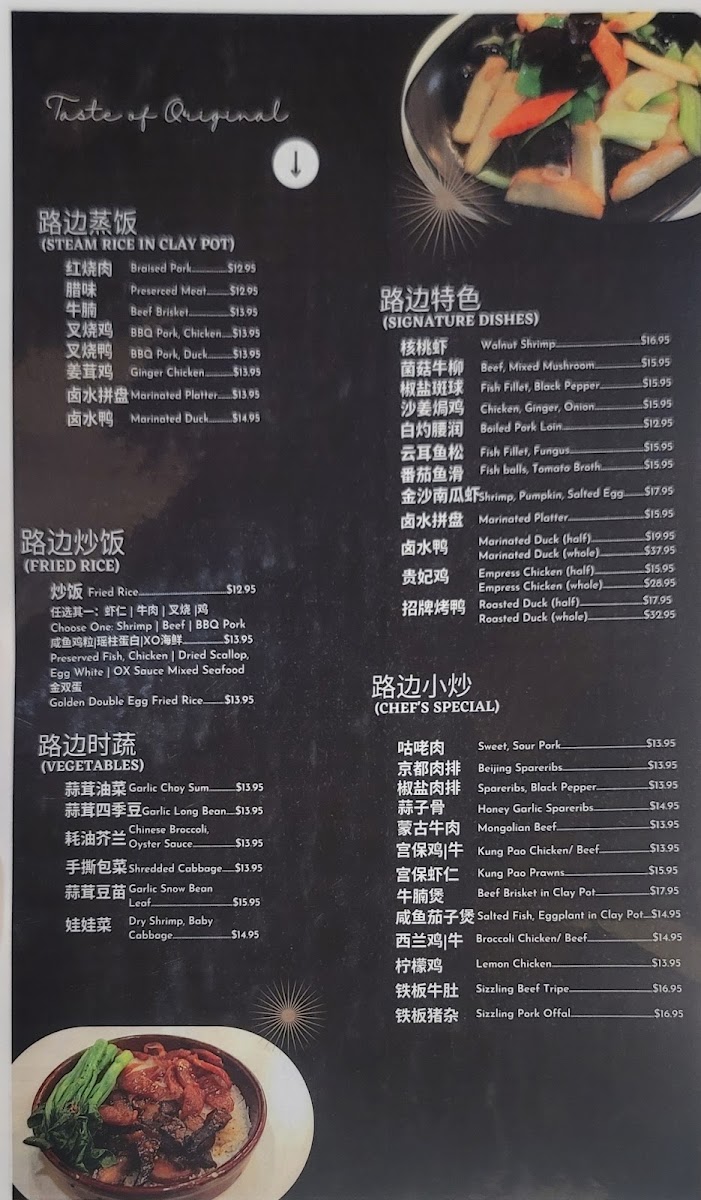 Taste of Original
路边蒸饭
(STEAM RICE IN CLAY POT)
红烧肉 Braised Pork $12.95
腊味 Preserced Meat $12.95
牛腩 Beef Brisket $13.95
叉烧鸡 BBQ Pork, Chicken $13.95
叉烧鸭 BBQ Pork, Duck $13.95
姜茸鸡 Ginger Chicken $13.95
卤水拼盘 Marinated Platter $13.95
卤水鸭 Marinated Duck $14.95
路边炒饭
(FRIED RICE)
炒饭 Fried Rice $12.95
任选其一：虾仁 | 牛肉 | 叉烧 |鸡
Choose One: Shrimp | Beef | BBQ Pork
咸鱼鸡粒|瑶柱蛋白|XO海鲜 $13.95
Preserved Fish, Chicken | Dried Scallop,
Egg White | OX Sauce Mixed Seafood
金双蛋
Golden Double Egg Fried Rice $13.95
路边时蔬
(VEGETABLES)
蒜茸油菜 Garlic Choy Sum $13.95
蒜茸四季豆 Garlic Long Bean $13.95
耗油芥兰 Chinese Broccoli,
Oyster Sauce $13.95
手撕包菜 Shredded Cabbage $13.95
蒜茸豆苗 Garlic Snow Bean
Leaf $15.95
娃娃菜 Dry Shrimp, Baby
Cabbage $14.95
路边特色
(SIGNATURE DISHES)
核桃虾 Walnut Shrimp $16.95
菌菇牛柳 Beef, Mixed Mushroom $15.95
椒盐斑球 Fish Fillet, Black Pepper $15.95
沙姜焗鸡 Chicken, Ginger, Onion $15.95
白灼腰润 Boiled Pork Loin $12.95
云耳鱼松 Fish Fillet, Fungus $15.95
番茄鱼滑 Fish balls, Tomato Broth $15.95
金沙南瓜虾 Shrimp, Pumpkin, Salted Egg $17.95
卤水拼盘 Marinated Platter $15.95
卤水鸭 Marinated Duck (half) $19.95
Marinated Duck (whole) $37.95
贵妃鸡 Empress Chicken (half) $15.95
Empress Chicken (whole) $28.95
招牌烤鸭 Roasted Duck (half) $17.95
Roasted Duck (whole) $32.95
路边小炒
(CHEF'S SPECIAL)
咕咾肉 Sweet, Sour Pork $13.95
京都肉排 Beijing Spareribs $13.95
椒盐肉排 Spareribs, Black Pepper $13.95
蒜子骨 Honey Garlic Spareribs $14.95
蒙古牛肉 Mongolian Beef $13.95
宫保鸡|牛 Kung Pao Chicken/ Beef $13.95
宫保虾仁 Kung Pao Prawns $15.95
牛腩煲 Beef Brisket in Clay Pot $17.95
咸鱼茄子煲 Salted Fish, Eggplant in Clay Pot $14.95
西兰鸡|牛 Broccoli Chicken/ Beef $14.95
柠檬鸡 Lemon Chicken $13.95
铁板牛肚 Sizzling Beef Tripe $16.95
铁板猪杂 Sizzling Pork Offal $16.95